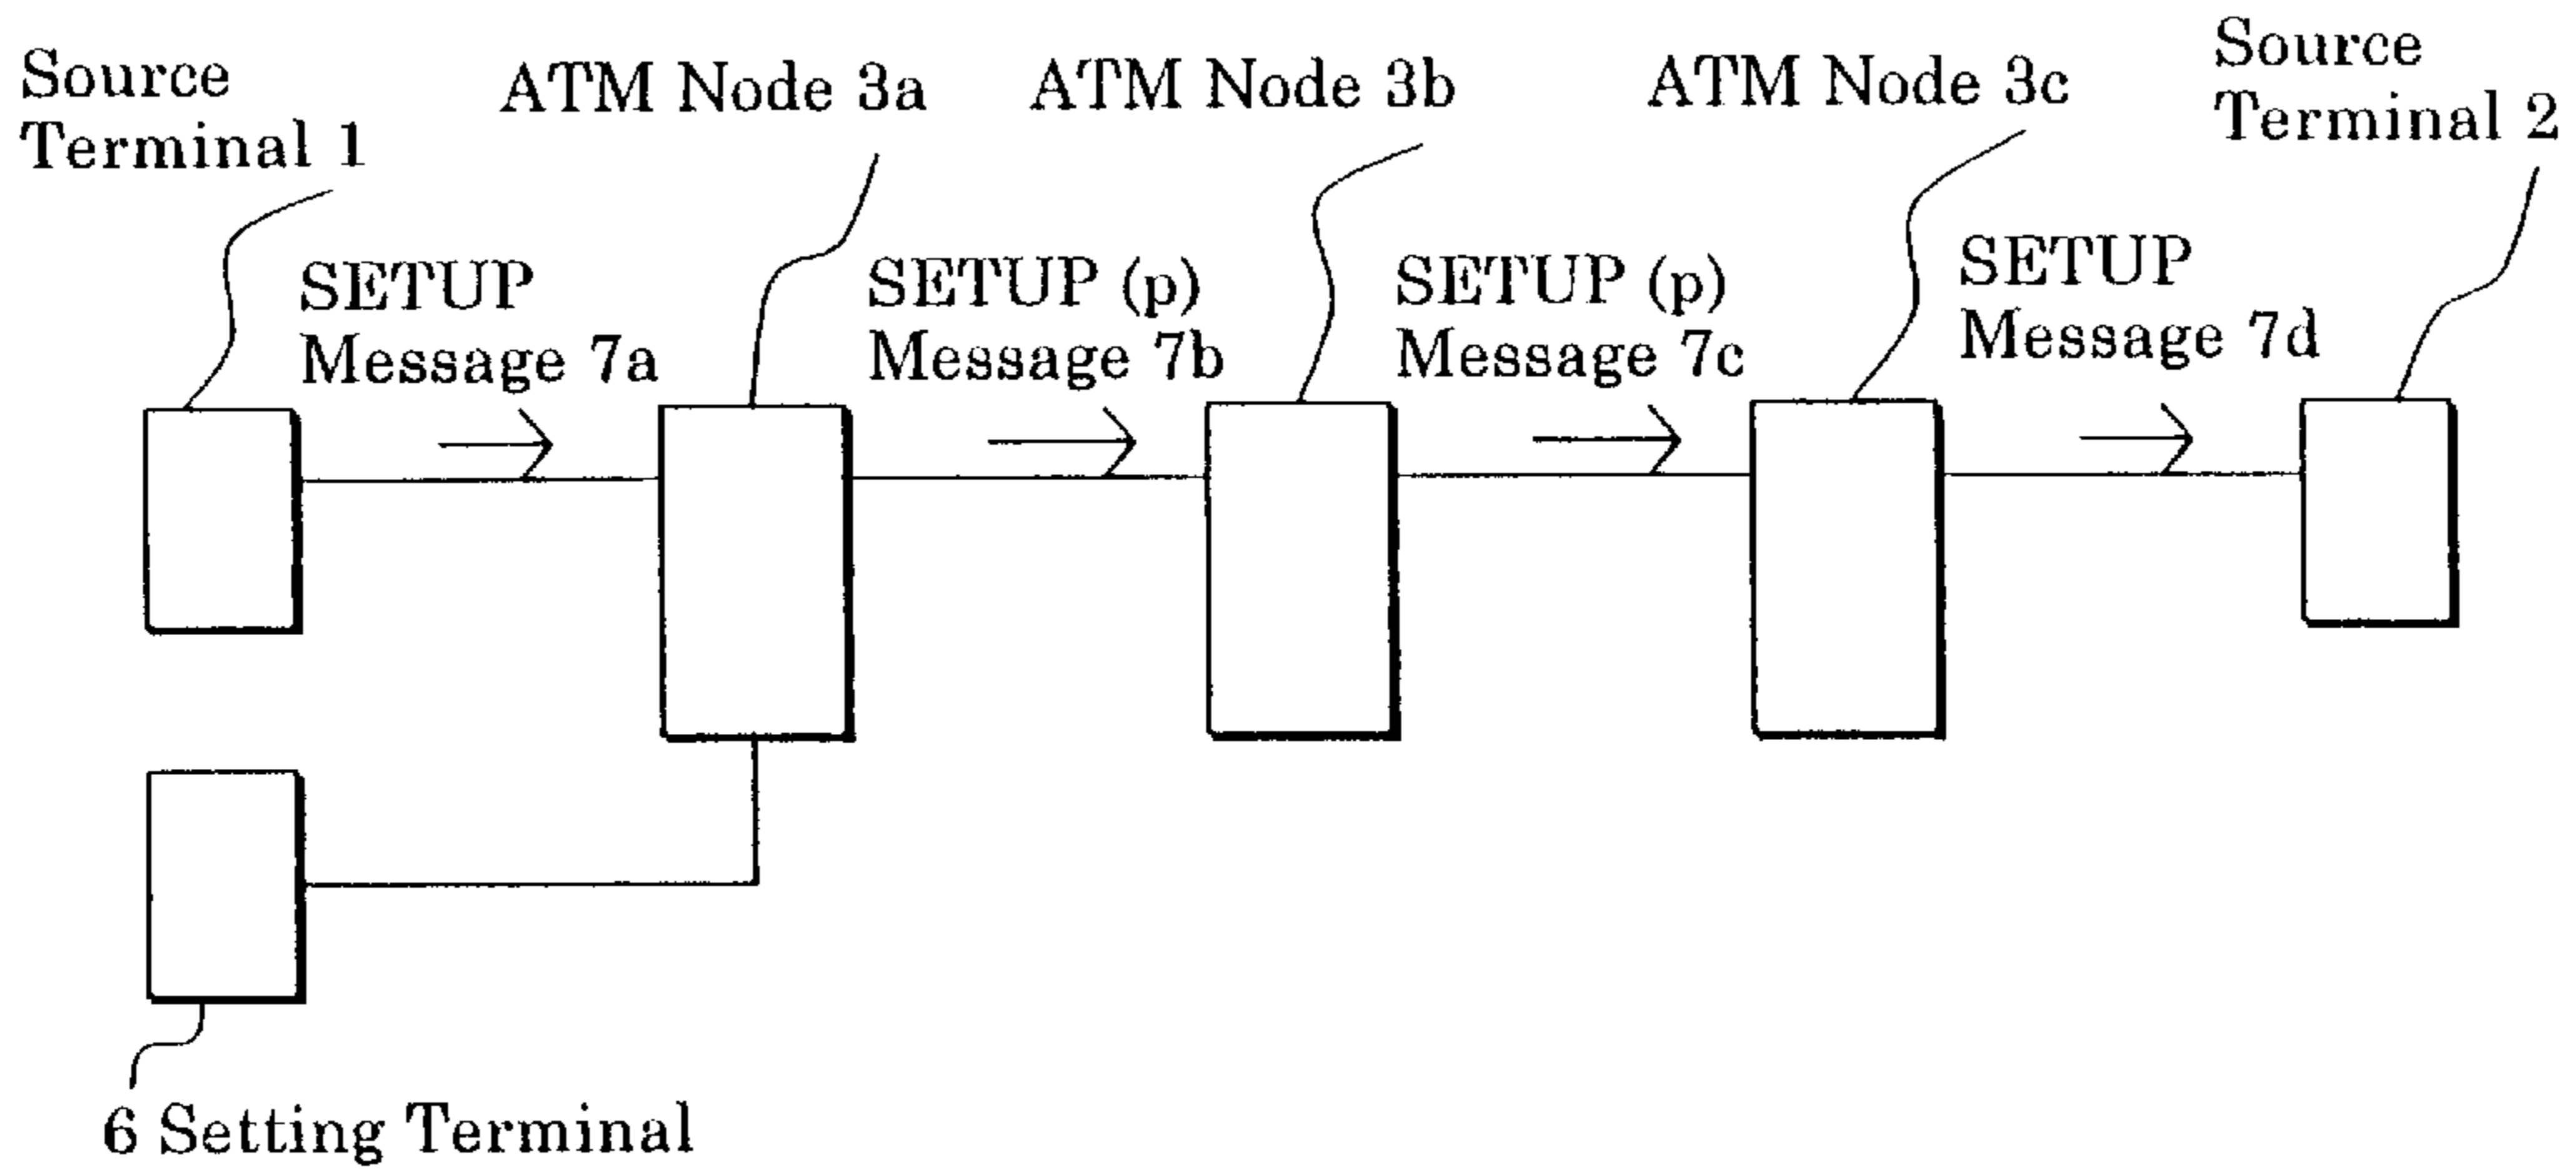 Source
Terminal 1
ATM Node 3a
ATM Node 3b
ATM Node 3c
Source
Terminal 2
SETUP
Message 7a
SETUP (p)
Message 7b
SETUP (p)
Message 7c
SETUP
Message 7d
6 Setting Terminal